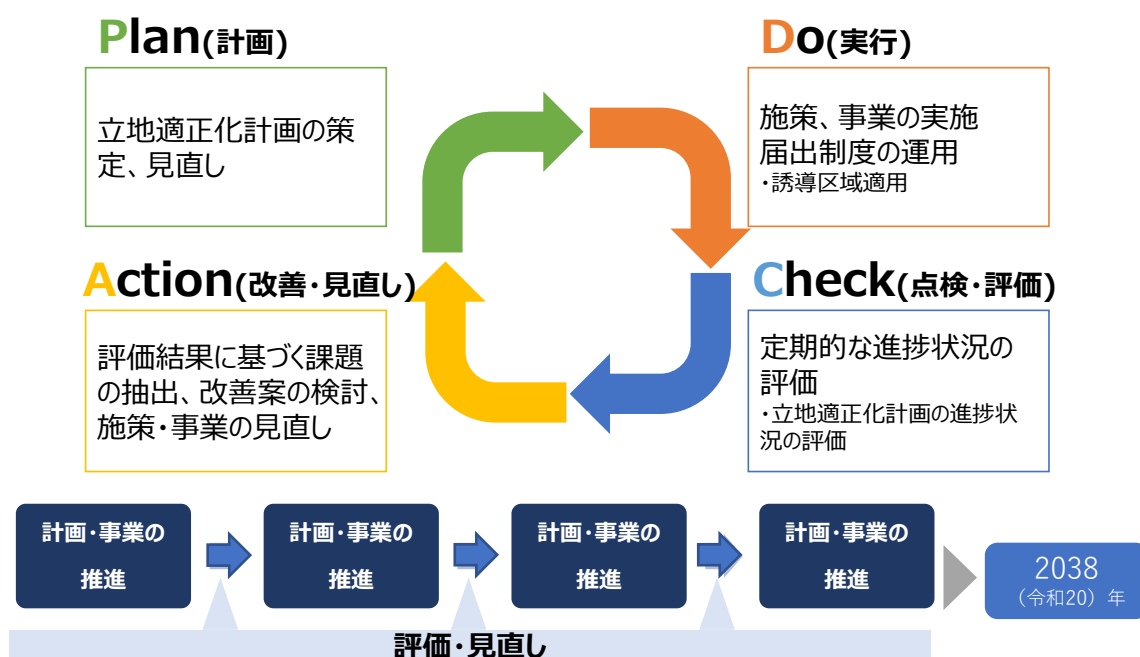 Plan(計画)
立地適正化計画の策
定、見直し
Do(実行)
施策、事業の実施
届出制度の運用
・誘導区域適用
Action(改善・見直し)
評価結果に基づく課題
の抽出、改善案の検討、
施策・事業の見直し
Check(点検・評価)
定期的な進捗状況の
評価
・立地適正化計画の進捗状
況の評価
計画・事業の
推進
計画・事業の
推進
計画・事業の
推進
計画・事業の
推進
2038
（令和20）年
評価・見直し